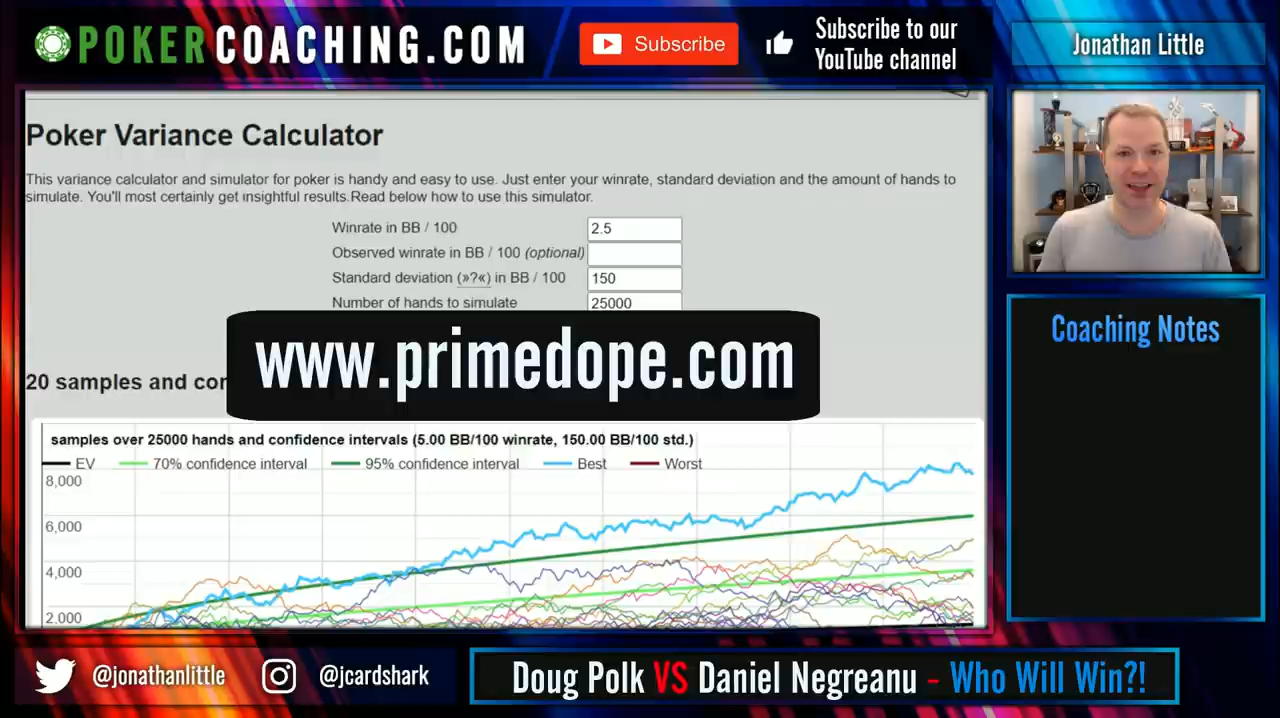 POKERCOACHING.COM
Subscribe
Subscribe to our
YouTube channel
Jonathan Little
Poker Variance Calculator
This variance calculator and simulator for poker is handy and easy to use. Just enter your winrate, standard deviation and the amount of hands to
simulate. You'll most certainly get insightful results.Read below how to use this simulator.
Winrate in BB / 100 2.5
Observed winrate in BB / 100 (optional)
Standard deviation (»?«) in BB / 100 150
Number of hands to simulate 25000
www.primedope.com
20 samples and cor
samples over 25000 hands and confidence intervals (5.00 BB/100 winrate, 150.00 BB/100 std.)
EV 70% confidence interval 95% confidence interval Best Worst
8,000
6,000
4,000
2,000
Coaching Notes
@jonathanlittle
@jcardshark
Doug Polk VS Daniel Negreanu - Who Will Win?!